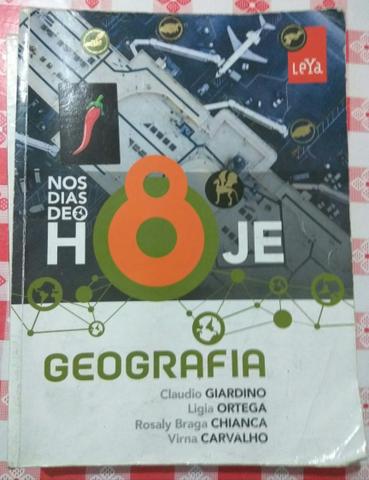 LeYa
NOS
DIAS
DE
H8JE
GEOGRAFIA
Claudio GIARDINO
Ligia ORTEGA
Rosaly Braga CHIANCA
Virna CARVALHO